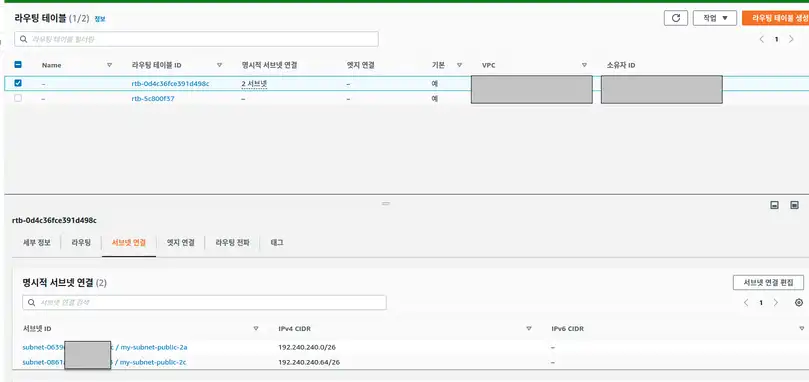 라우팅 테이블 (1/2) 정보
작업 ▼ 라우팅 테이블 생성
라우팅 테이블 필터링
1
Name 라우팅 테이블 ID 명시적 서브넷 연결 엣지 연결 기본 VPC 소유자 ID
– rtb-0d4c36fce391d498c 2 서브넷 – 예
– rtb-5c800f37 – – 예
rtb-0d4c36fce391d498c
세부 정보 라우팅 서브넷 연결 엣지 연결 라우팅 전파 태그
명시적 서브넷 연결 (2)
서브넷 연결 편집
서브넷 연결 검색
1
서브넷 ID IPv4 CIDR IPv6 CIDR
subnet-0639 / my-subnet-public-2a 192.240.240.0/26 –
subnet-0861 / my-subnet-public-2c 192.240.240.64/26 –